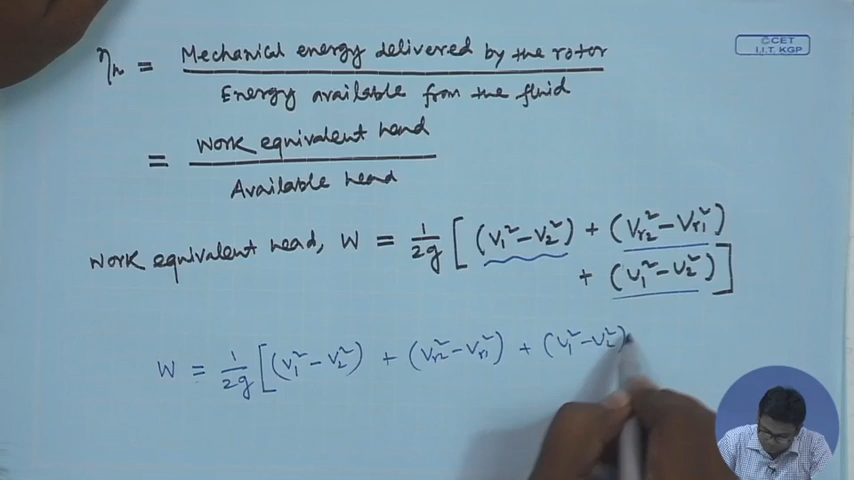 © CET
I.I.T. KGP
ηh = Mechanical energy delivered by the rotor / Energy available from the fluid
= Work equivalent head / Available head
Work equivalent head, W = 1/2g [ (V₁² − V₂²) + (Vr2² − Vr1²)
+ (U₁² − U₂²) ]
W = 1/2g [ (V₁² − V₂²) + (Vr2² − Vr1²) + (U₁² − U₂²)